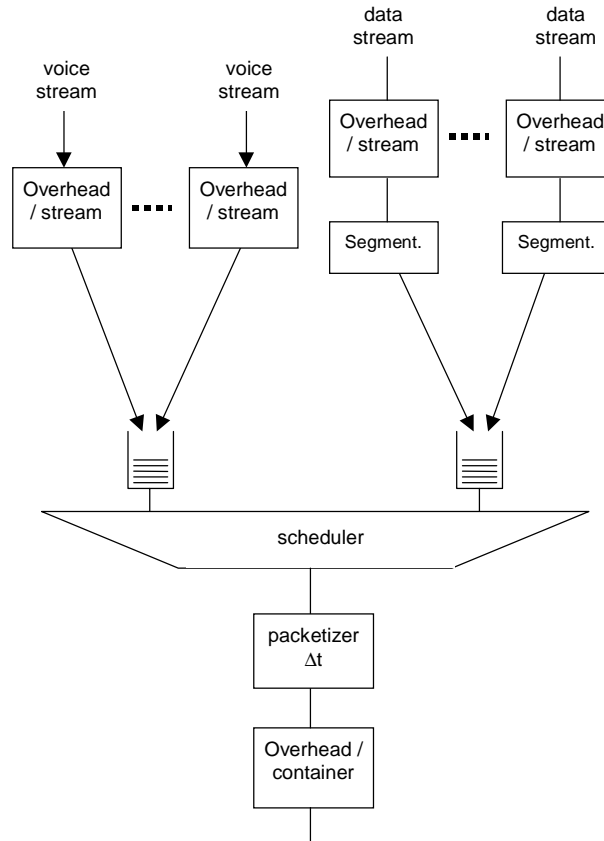 data
stream
data
stream
voice
stream
voice
stream
Overhead
/ stream
Overhead
/ stream
Overhead
/ stream
Overhead
/ stream
Segment.
Segment.
scheduler
packetizer
Δt
Overhead /
container